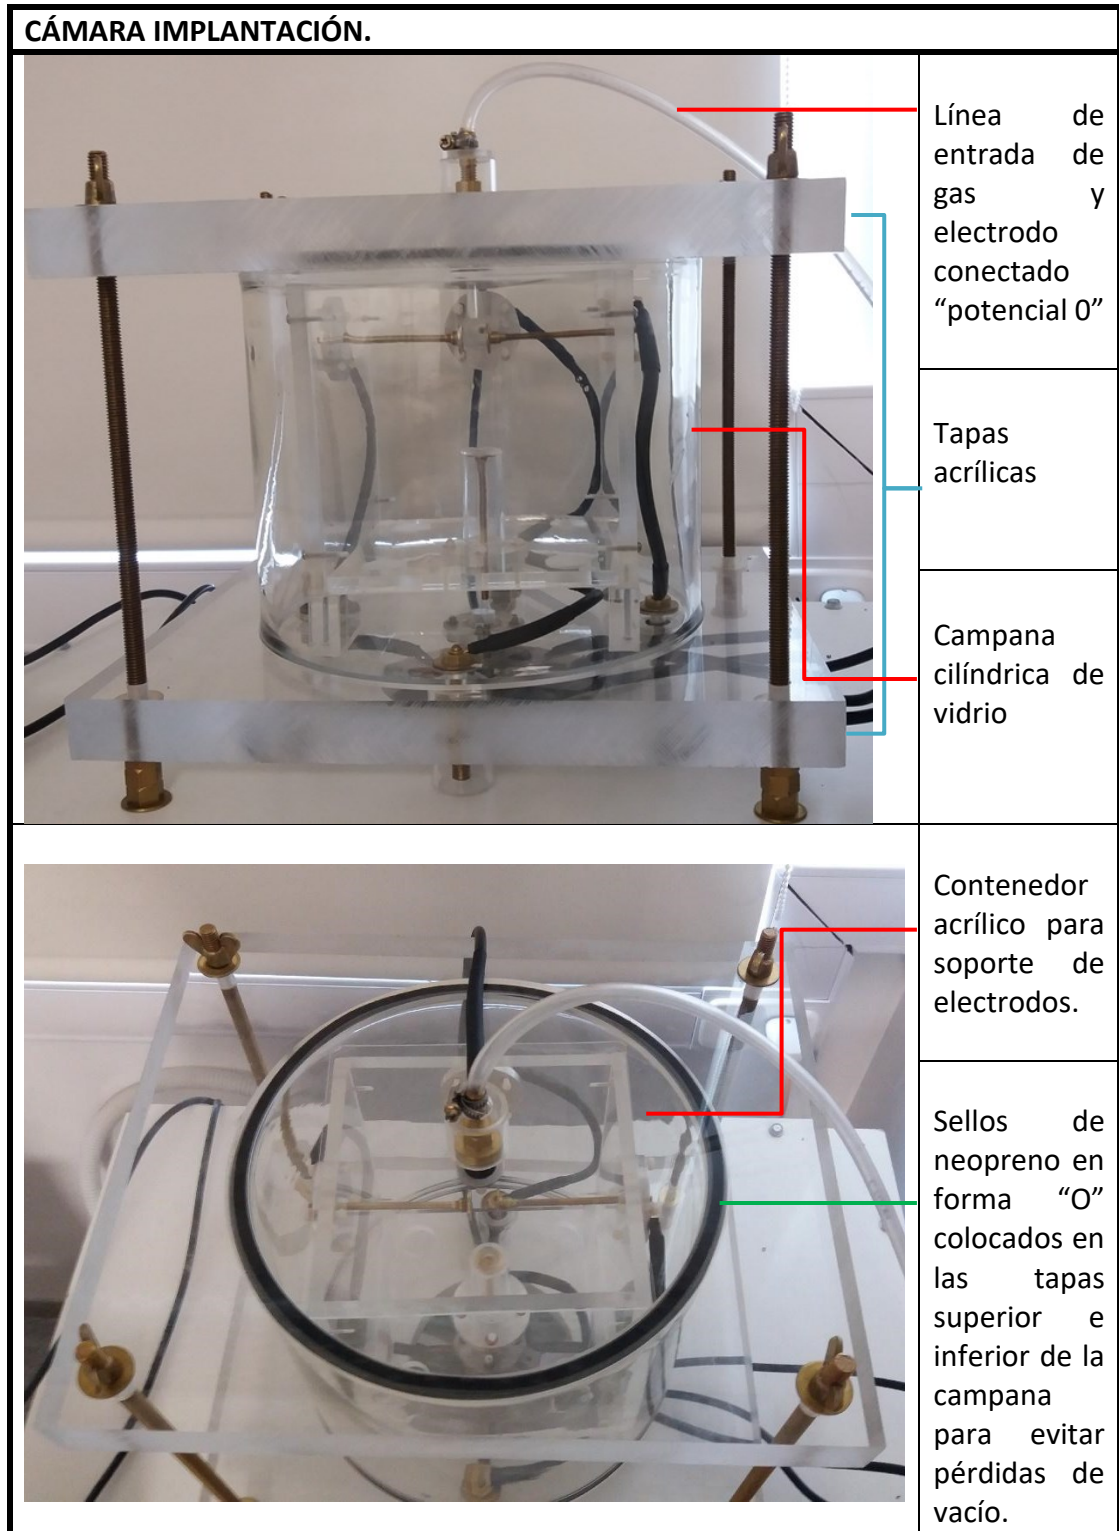 CÁMARA IMPLANTACIÓN.
Línea de
entrada de
gas y
electrodo
conectado
“potencial 0”
Tapas
acrílicas
Campana
cilíndrica de
vidrio
Contenedor
acrílico para
soporte de
electrodos.
Sellos de
neopreno en
forma “O”
colocados en
las tapas
superior e
inferior de la
campana
para evitar
pérdidas de
vacío.